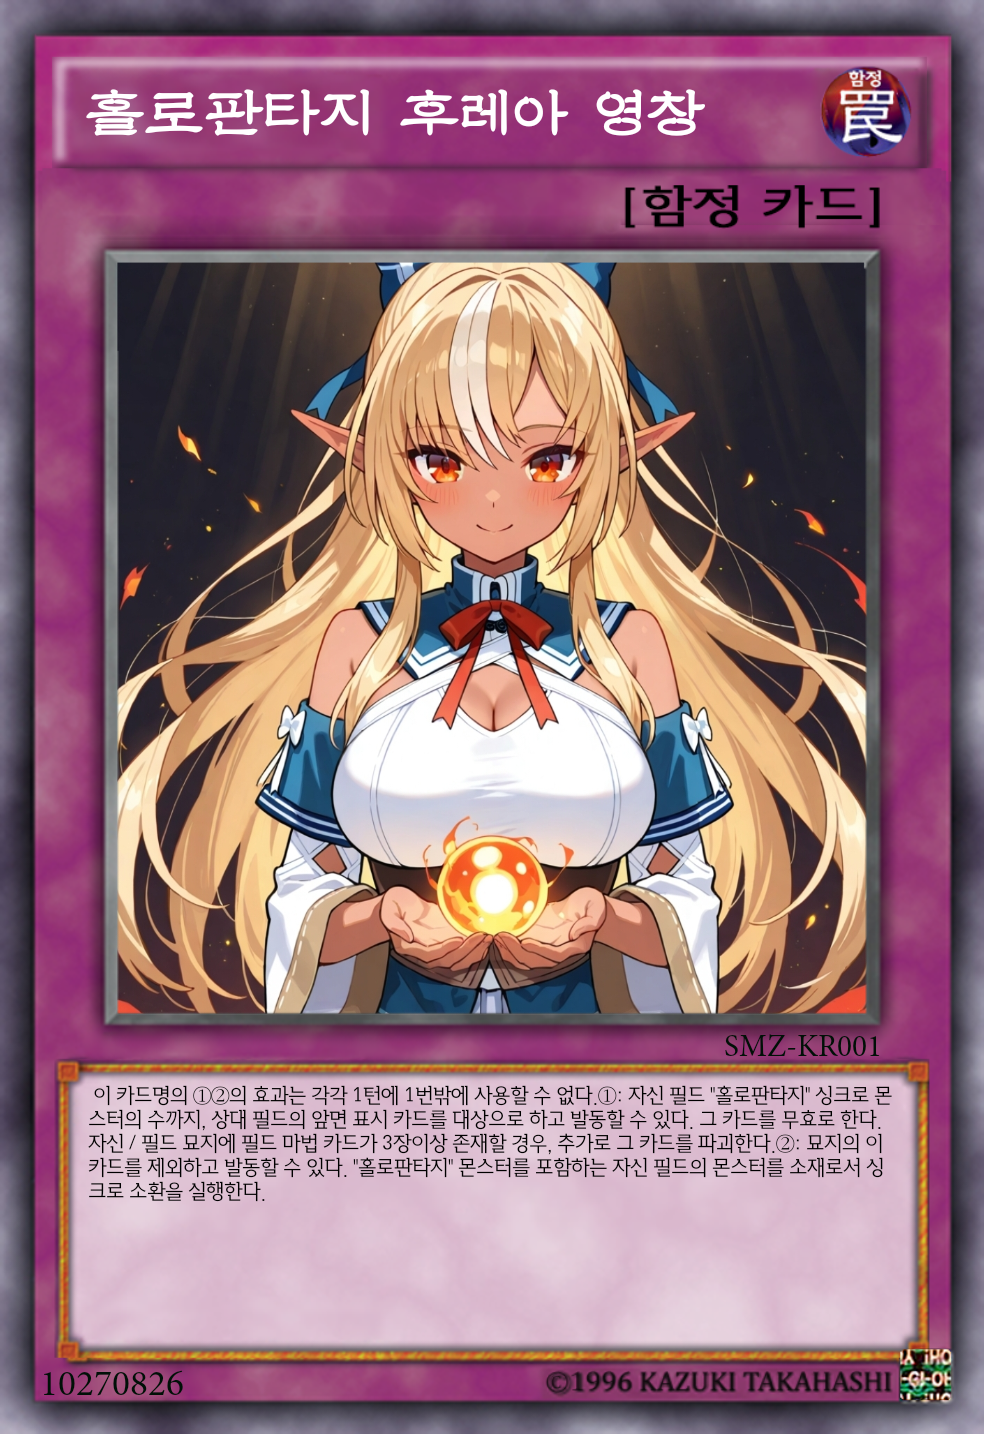 홀로판타지 후레아 영창
함정
罠
[함정 카드]
SMZ-KR001
이 카드명의 ①②의 효과는 각각 1턴에 1번밖에 사용할 수 없다.①: 자신 필드 "홀로판타지" 싱크로 몬
스터의 수까지, 상대 필드의 앞면 표시 카드를 대상으로 하고 발동할 수 있다. 그 카드를 무효로 한다.
자신 / 필드 묘지에 필드 마법 카드가 3장이상 존재할 경우, 추가로 그 카드를 파괴한다.②: 묘지의 이
카드를 제외하고 발동할 수 있다. "홀로판타지" 몬스터를 포함하는 자신 필드의 몬스터를 소재로서 싱
크로 소환을 실행한다.
10270826
©1996 KAZUKI TAKAHASHI